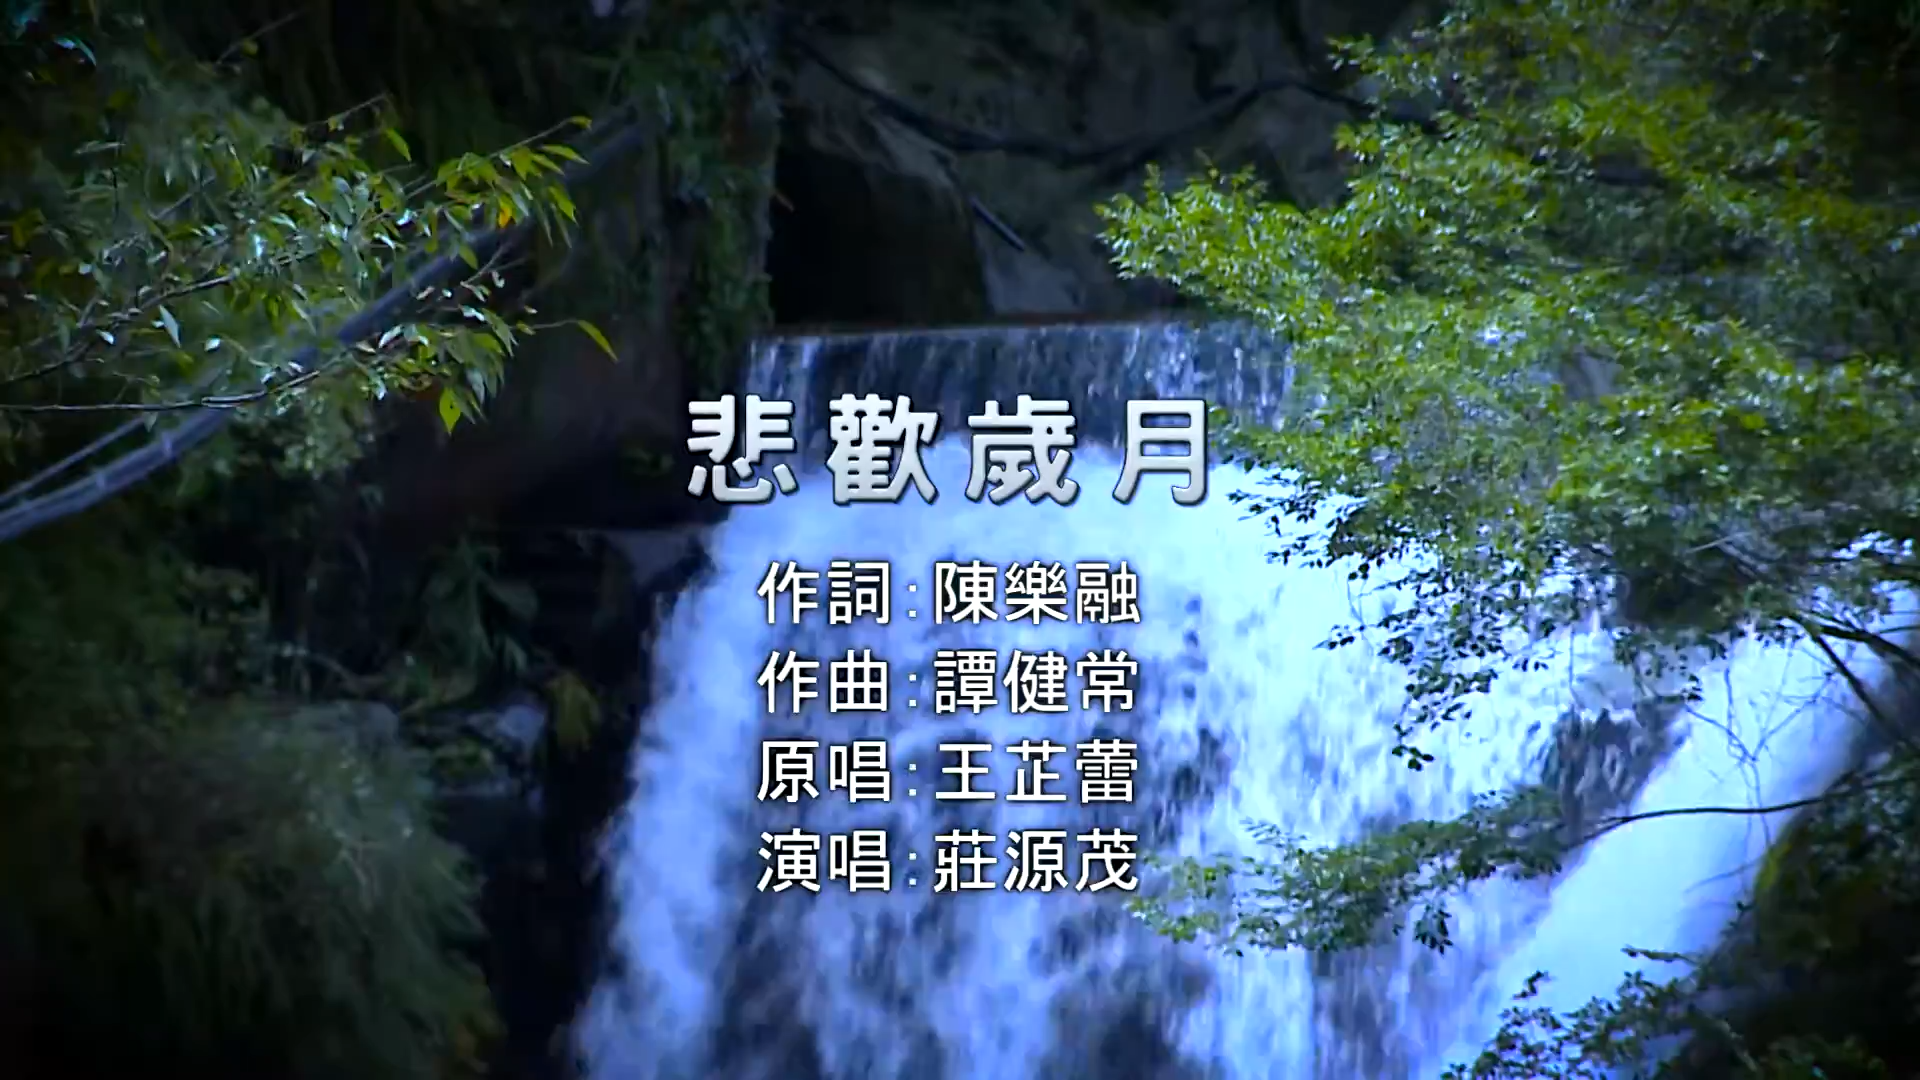 悲歡歲月
作詞:陳樂融
作曲:譚健常
原唱:王芷蕾
演唱:莊源茂